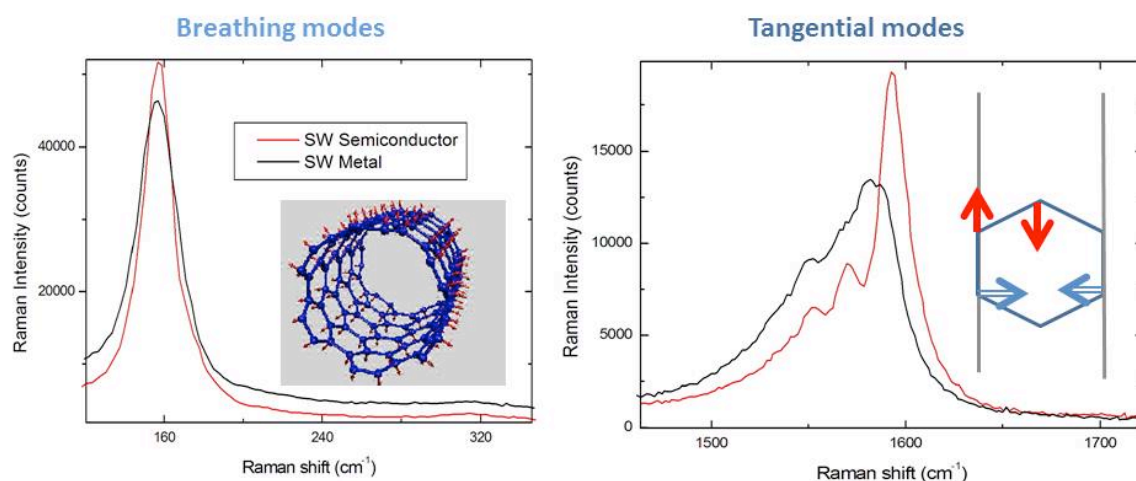 Breathing modes
Tangential modes
Raman Intensity (counts)
40000
20000
SW Semiconductor
SW Metal
160
240
320
Raman shift (cm⁻¹)
Raman Intensity (counts)
15000
10000
5000
0
1500
1600
1700
Raman shift (cm⁻¹)